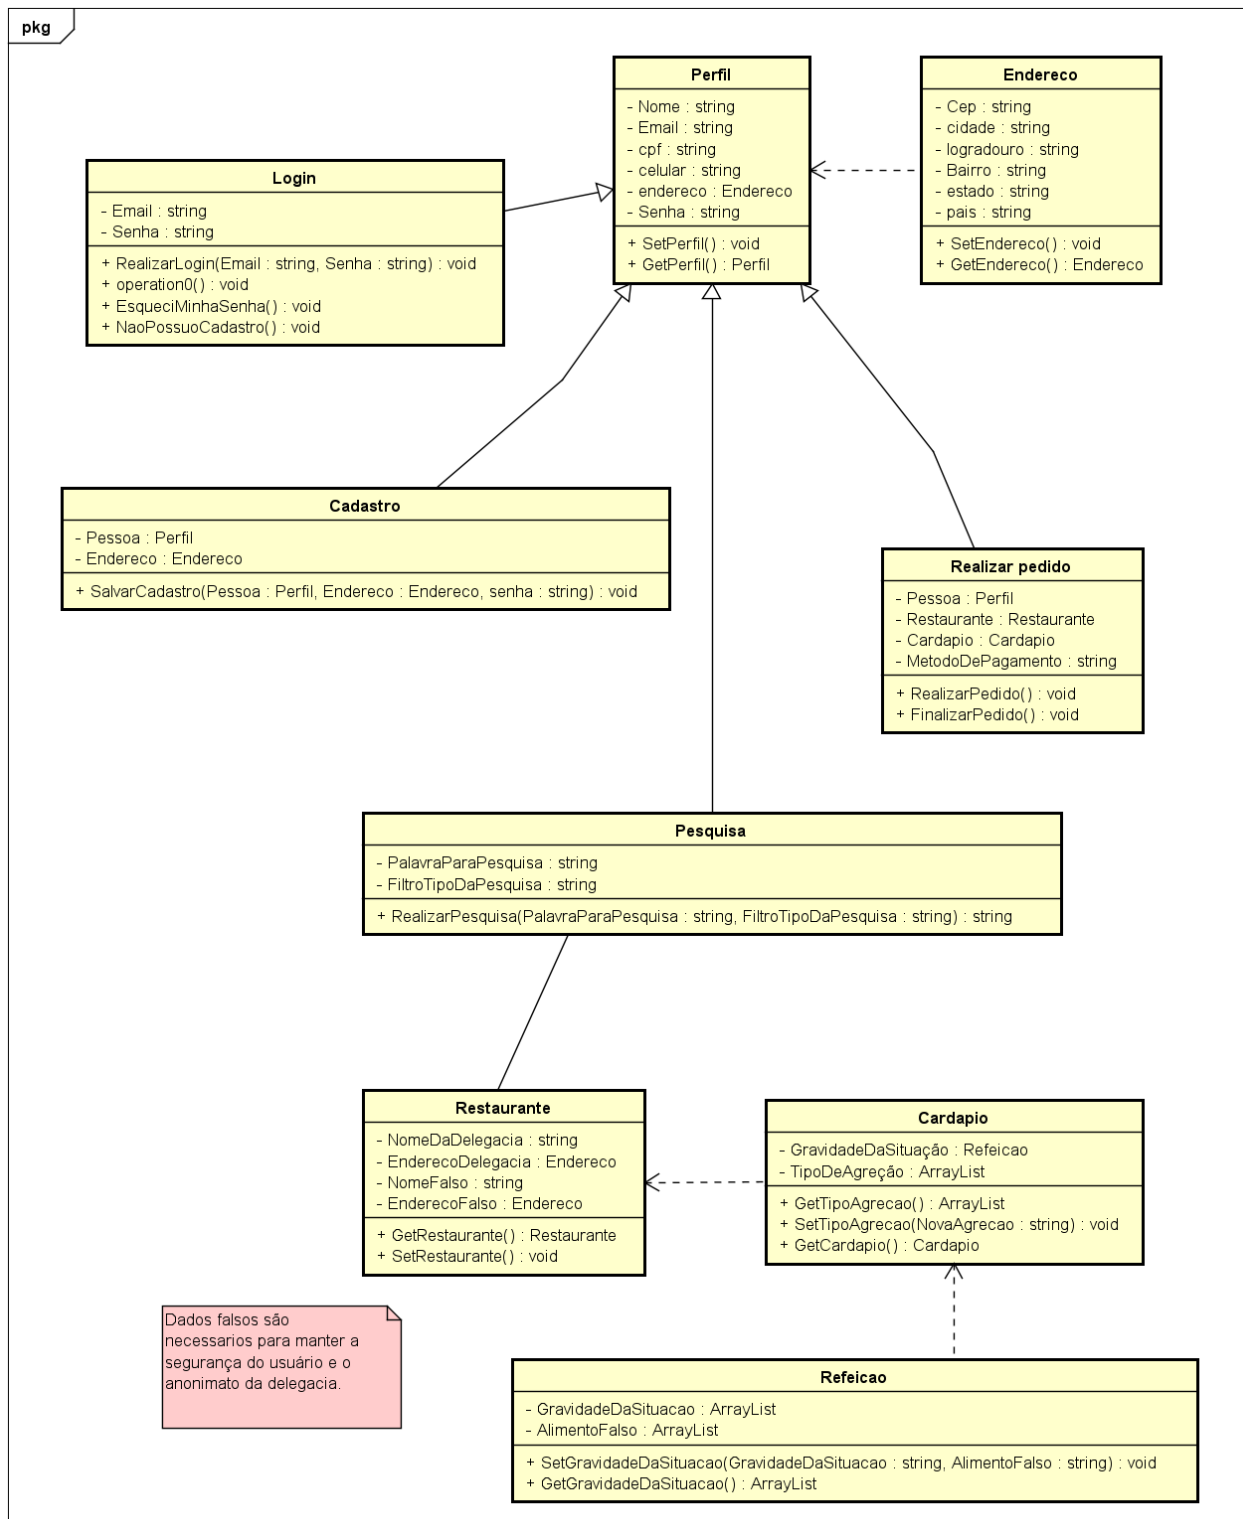 pkg
Perfil
- Nome : string
- Email : string
- cpf : string
- celular : string
- endereco : Endereco
- Senha : string
+ SetPerfil() : void
+ GetPerfil() : Perfil
Endereco
- Cep : string
- cidade : string
- logradouro : string
- Bairro : string
- estado : string
- pais : string
+ SetEndereco() : void
+ GetEndereco() : Endereco
Login
- Email : string
- Senha : string
+ RealizarLogin(Email : string, Senha : string) : void
+ operation0() : void
+ EsqueciMinhaSenha() : void
+ NaoPossuoCadastro() : void
Cadastro
- Pessoa : Perfil
- Endereco : Endereco
+ SalvarCadastro(Pessoa : Perfil, Endereco : Endereco, senha : string) : void
Realizar pedido
- Pessoa : Perfil
- Restaurante : Restaurante
- Cardapio : Cardapio
- MetodoDePagamento : string
+ RealizarPedido() : void
+ FinalizarPedido() : void
Pesquisa
- PalavraParaPesquisa : string
- FiltroTipoDaPesquisa : string
+ RealizarPesquisa(PalavraParaPesquisa : string, FiltroTipoDaPesquisa : string) : string
Restaurante
- NomeDaDelegacia : string
- EnderecoDelegacia : Endereco
- NomeFalso : string
- EnderecoFalso : Endereco
+ GetRestaurante() : Restaurante
+ SetRestaurante() : void
Cardapio
- GravidadeDaSituação : Refeicao
- TipoDeAgreção : ArrayList
+ GetTipoAgrecao() : ArrayList
+ SetTipoAgrecao(NovaAgrecao : string) : void
+ GetCardapio() : Cardapio
Dados falsos são
necessarios para manter a
segurança do usuário e o
anonimato da delegacia.
Refeicao
- GravidadeDaSituacao : ArrayList
- AlimentoFalso : ArrayList
+ SetGravidadeDaSituacao(GravidadeDaSituacao : string, AlimentoFalso : string) : void
+ GetGravidadeDaSituacao() : ArrayList